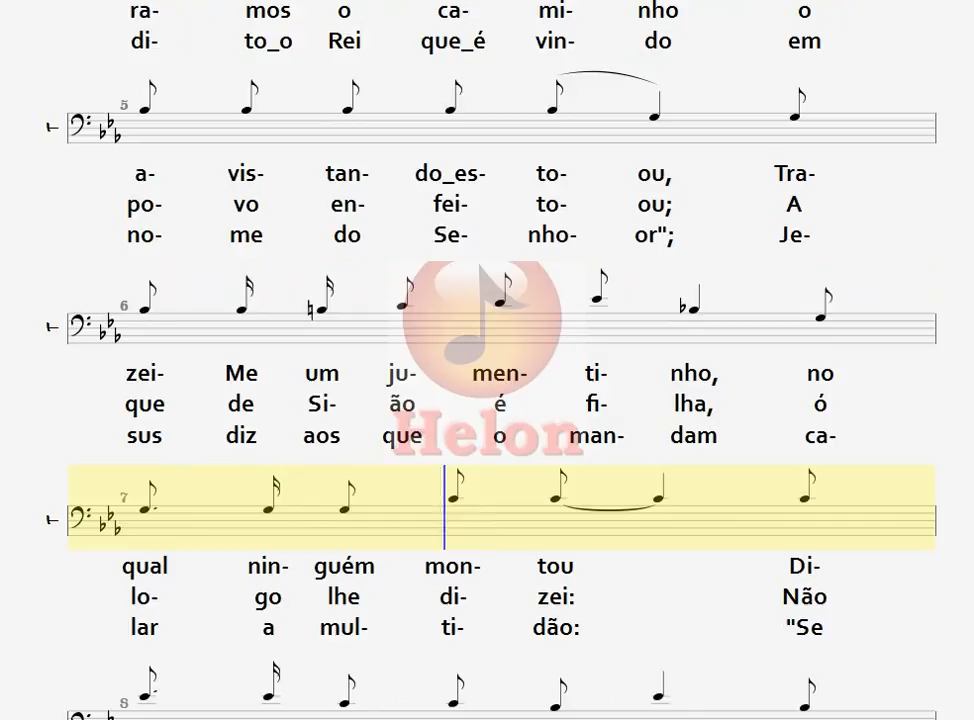 ra- mos o ca- mi- nho o
di- to_o Rei que_é vin- do em
5
T
a- vis- tan- do_es- to- ou, Tra-
po- vo en- fei- to- ou; A
no- me do Se- nho- or"; Je-
6
T
zei- Me um ju- men- ti- nho, no
que de Si- ão é fi- lha, ó
sus diz aos que o man- dam ca-
Helon
7
T
qual nin- guém mon- tou Di-
lo- go lhe di- zei: Não
lar a mul- ti- dão: "Se
8